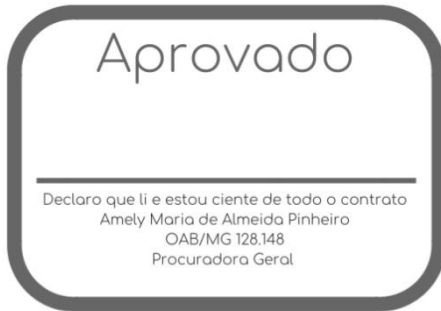 Aprovado
Declaro que li e estou ciente de todo o contrato
Amely Maria de Almeida Pinheiro
OAB/MG 128.148
Procuradora Geral